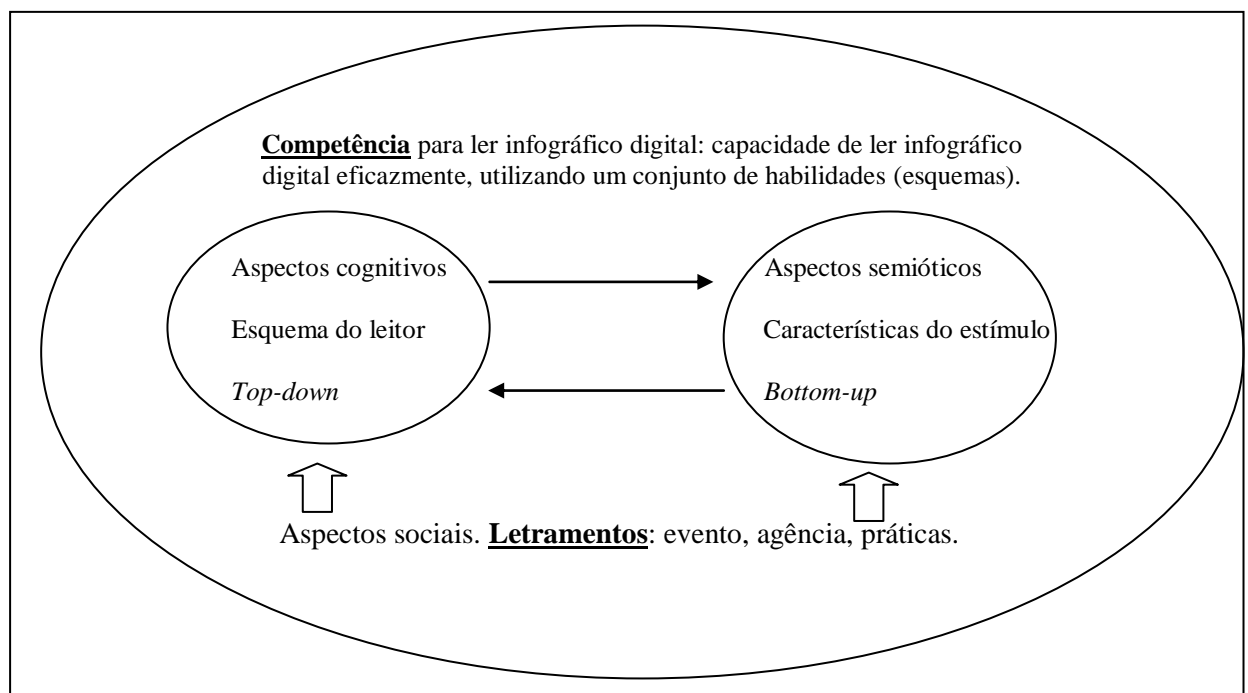 Competência para ler infográfico digital: capacidade de ler infográfico
digital eficazmente, utilizando um conjunto de habilidades (esquemas).
Aspectos cognitivos
Esquema do leitor
Top-down
Aspectos semióticos
Características do estímulo
Bottom-up
Aspectos sociais. Letramentos: evento, agência, práticas.